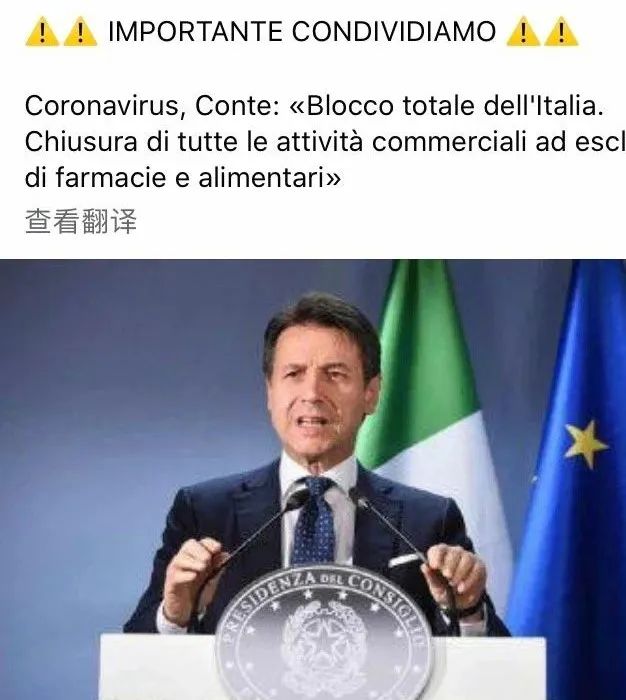 ⚠️⚠️ IMPORTANTE CONDIVIDIAMO ⚠️⚠️
Coronavirus, Conte: «Blocco totale dell'Italia.
Chiusura di tutte le attività commerciali ad escl
di farmacie e alimentari»
查看翻译
PRESIDENZA DEL CONSIGLIO